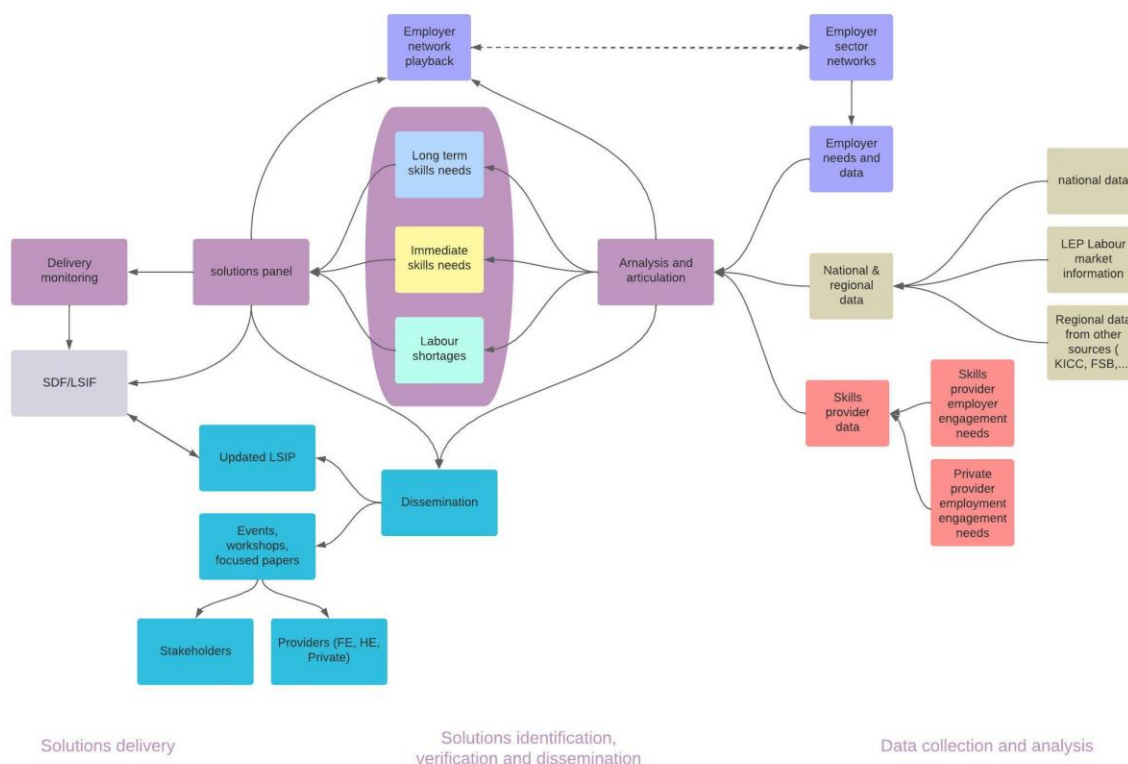 Employer
network
playback
Employer
sector
networks
Long term
skills needs
Employer
needs and
data
national data
Delivery
monitoring
solutions panel
Immediate
skills needs
Arnalysis and
articulation
National &
regional
data
LEP Labour
market
information
Regional data
from other
sources (
KICC, FSB,...
Labour
shortages
SDF/LSIF
Skills
provider
data
Skills
provider
employer
engagement
needs
Private
provider
employment
engagement
needs
Updated LSIP
Dissemination
Events,
workshops,
focused papers
Stakeholders
Providers (FE, HE,
Private)
Solutions delivery
Solutions identification,
verification and dissemination
Data collection and analysis